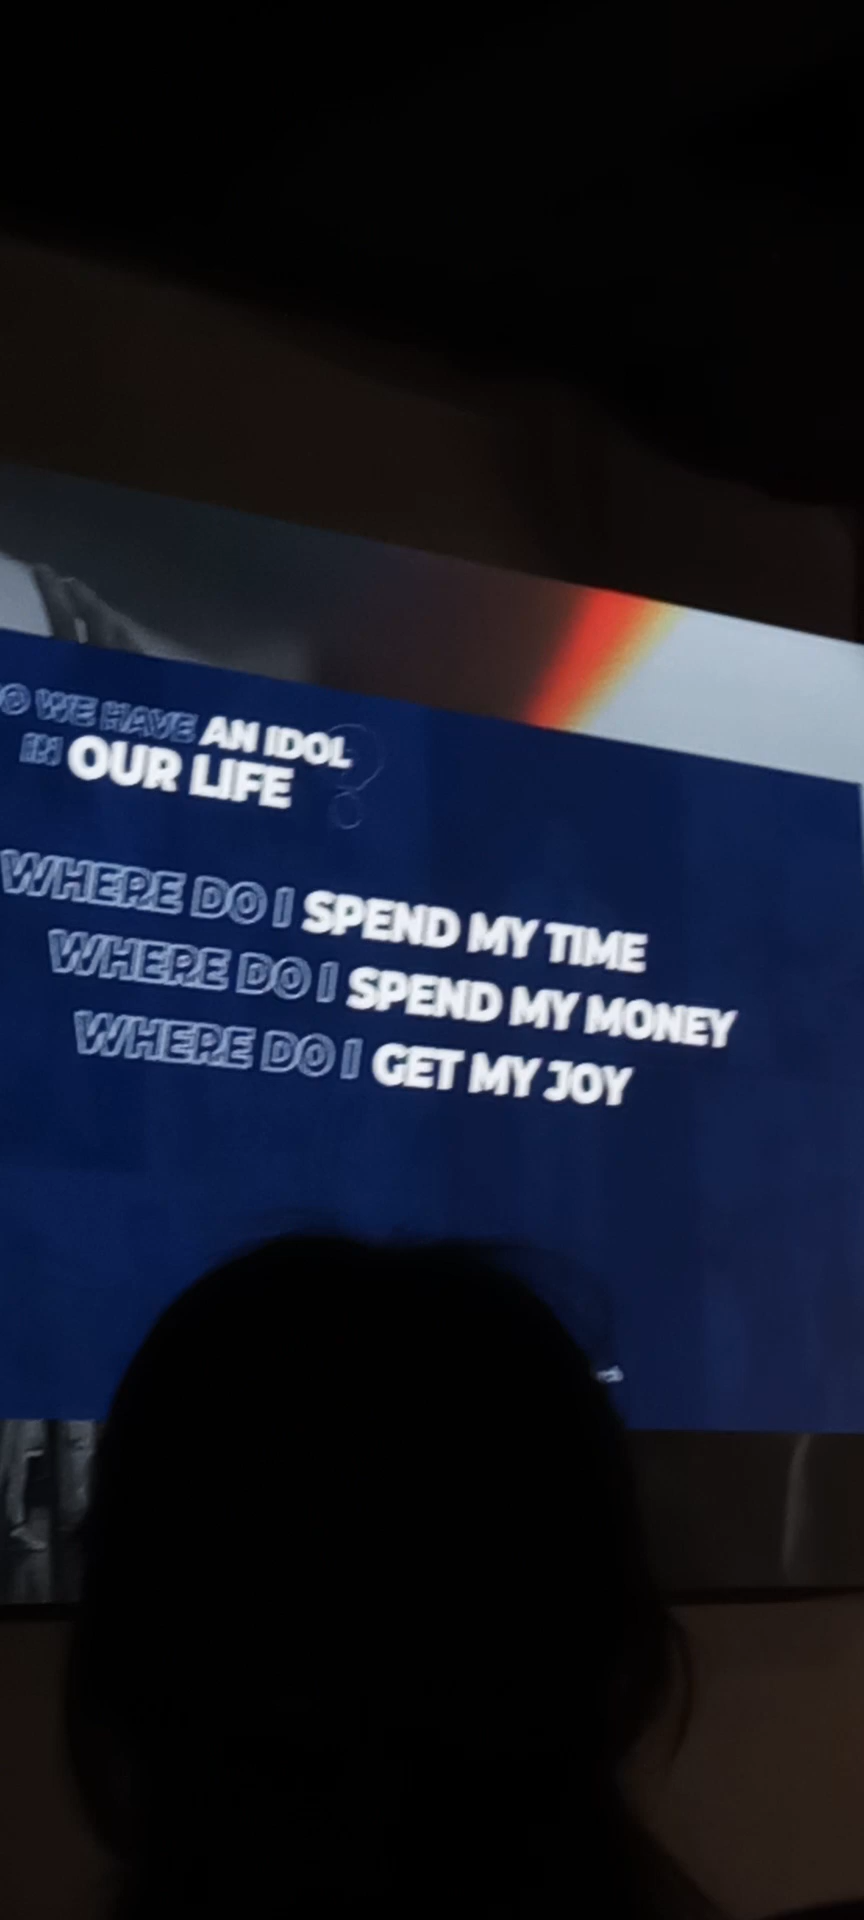 O WE HAVE AN IDOL
IN OUR LIFE ?
WHERE DO I SPEND MY TIME
WHERE DO I SPEND MY MONEY
WHERE DO I GET MY JOY